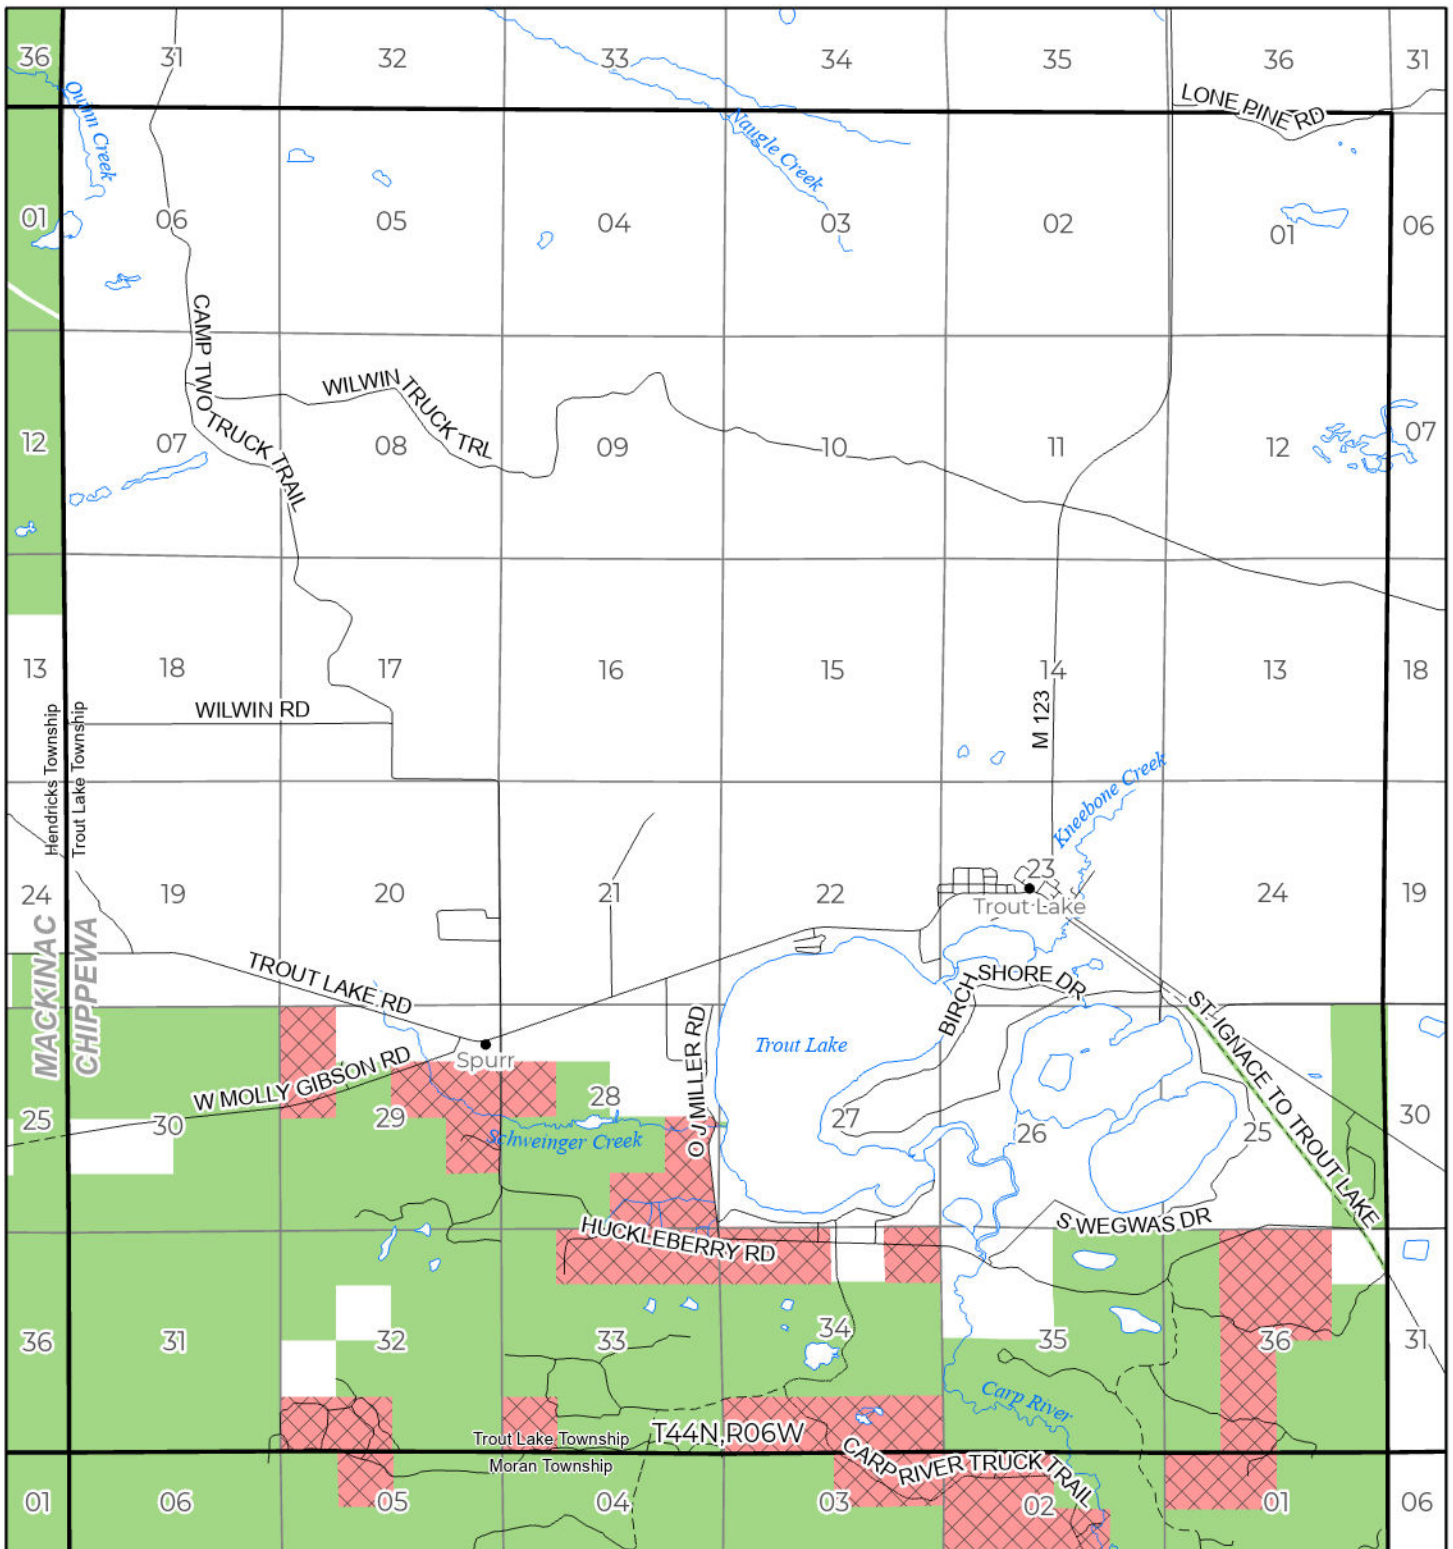 36 31 32 33 34 35 36 31
LONE PINE RD
Quinn Creek
Naugle Creek
01 06 05 04 03 02 01 06
CAMP TWO TRUCK TRAIL
WILWIN TRUCK TRL
12 07 08 09 10 11 12 07
13 18 17 16 15 14 13 18
WILWIN RD
M 123
Hendricks Township
Trout Lake Township
Kneebone Creek
24 19 20 21 22 23 24 19
Trout Lake
MACKINAC
CHIPPEWA
TROUT LAKE RD
BIRCH SHORE DR
ST. IGNACE TO TROUT LAKE
Trout Lake
Spurr
O J MILLER RD
W MOLLY GIBSON RD
25 30 29 28 27 26 25 30
Schweinger Creek
HUCKLEBERRY RD
S WEGWAS DR
36 31 32 33 34 35 36 31
Carp River
T44N,R06W
Trout Lake Township
Moran Township
CARP RIVER TRUCK TRAIL
01 06 05 04 03 02 01 06